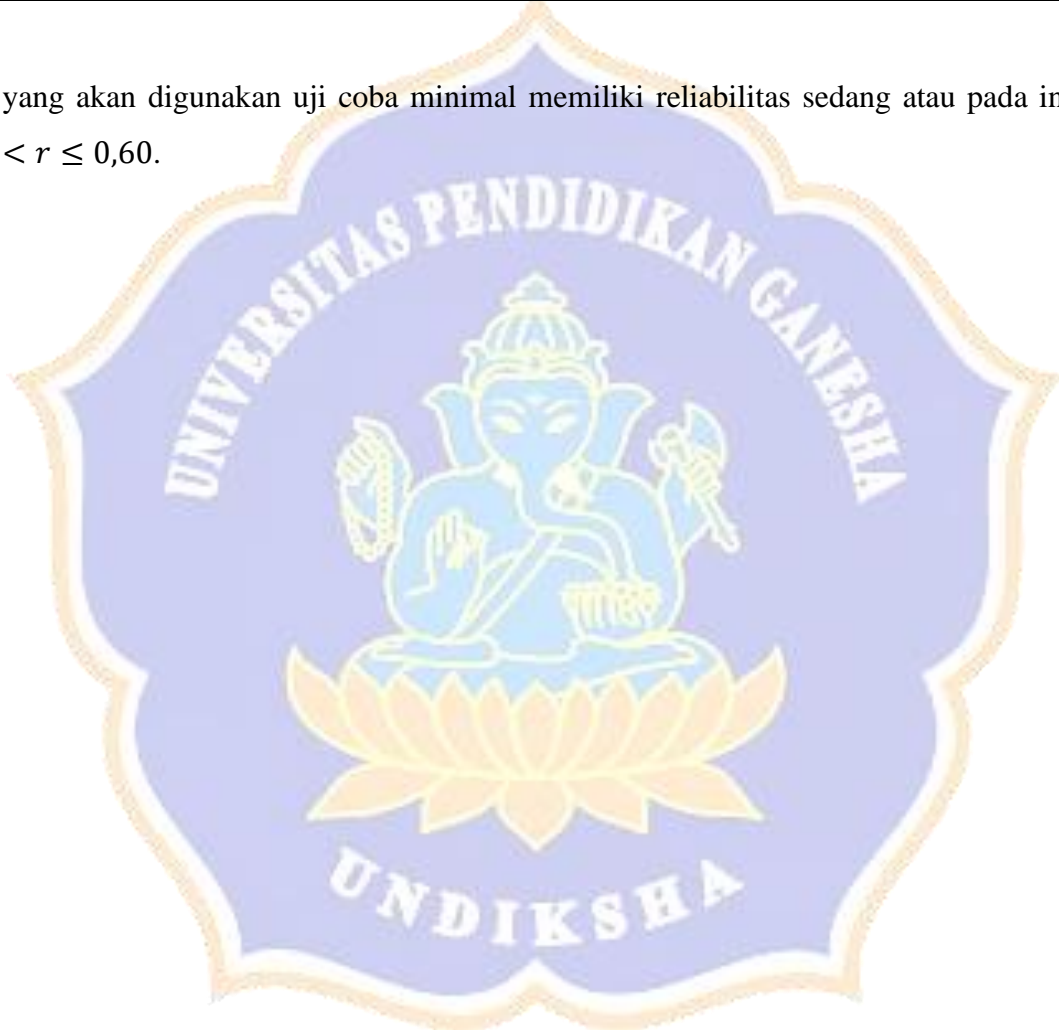 yang akan digunakan uji coba minimal memiliki reliabilitas sedang atau pada in
< r ≤ 0,60.
UNIVERSITAS PENDIDIKAN GANESHA
UNDIKSHA